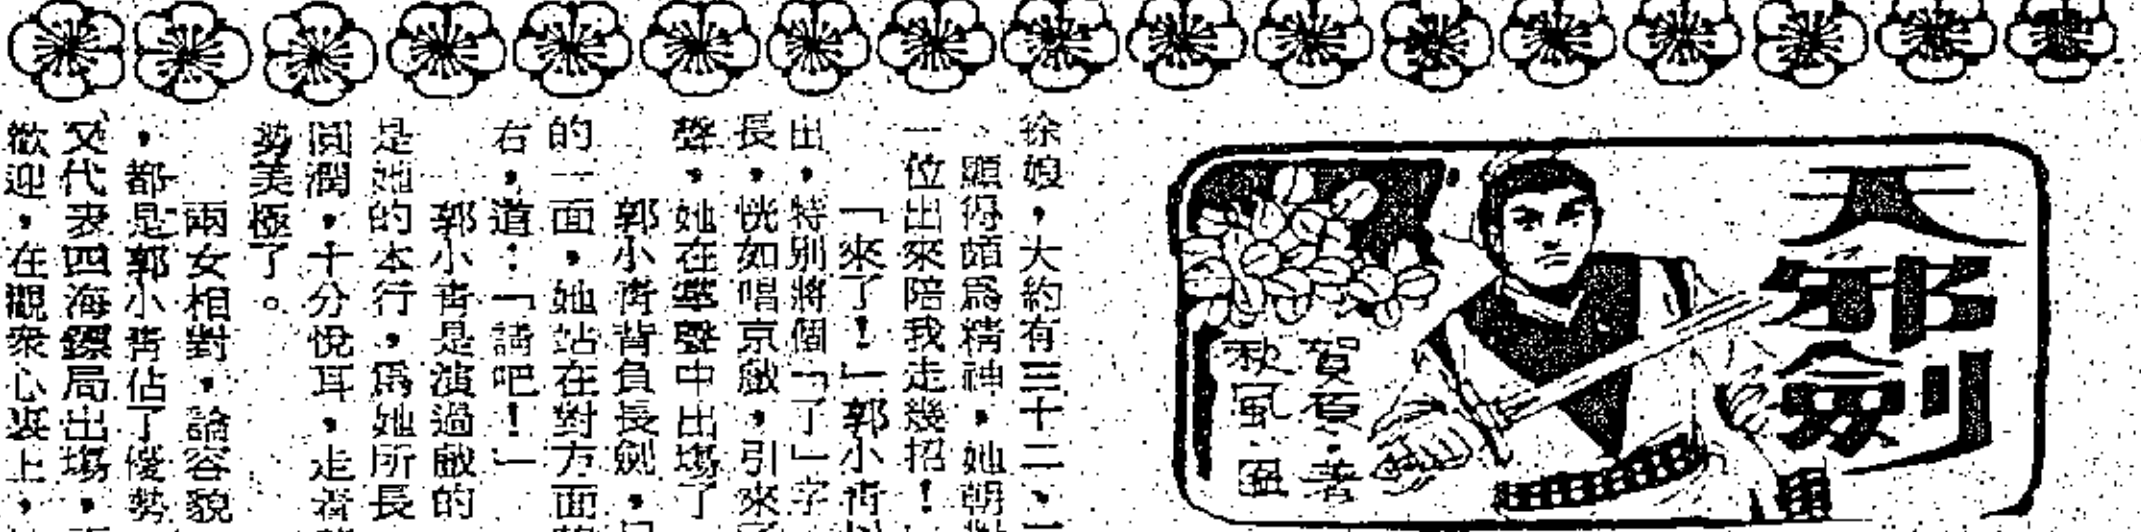 天邪劍
賀夏·著
秋風·圖
徐娘，大約有三十二、
顯得頗爲精神，她朝
一位出來陪我走幾招！
「來了！」郭小青以
出，特別將個「了」字
長，恍如唱京戲，引來
聲，她在掌聲中出場了
郭小青背負長劍，
的一面，她站在對方面
右，道：「請吧！」
郭小青是演過戲的
是她的本行，爲她所長
圓潤，十分悅耳，走
勢美極了。
兩女相對，論容貌
，都是郭小青佔了優勢
又代表四海鏢局出場，
歡迎，在觀衆心裏上，